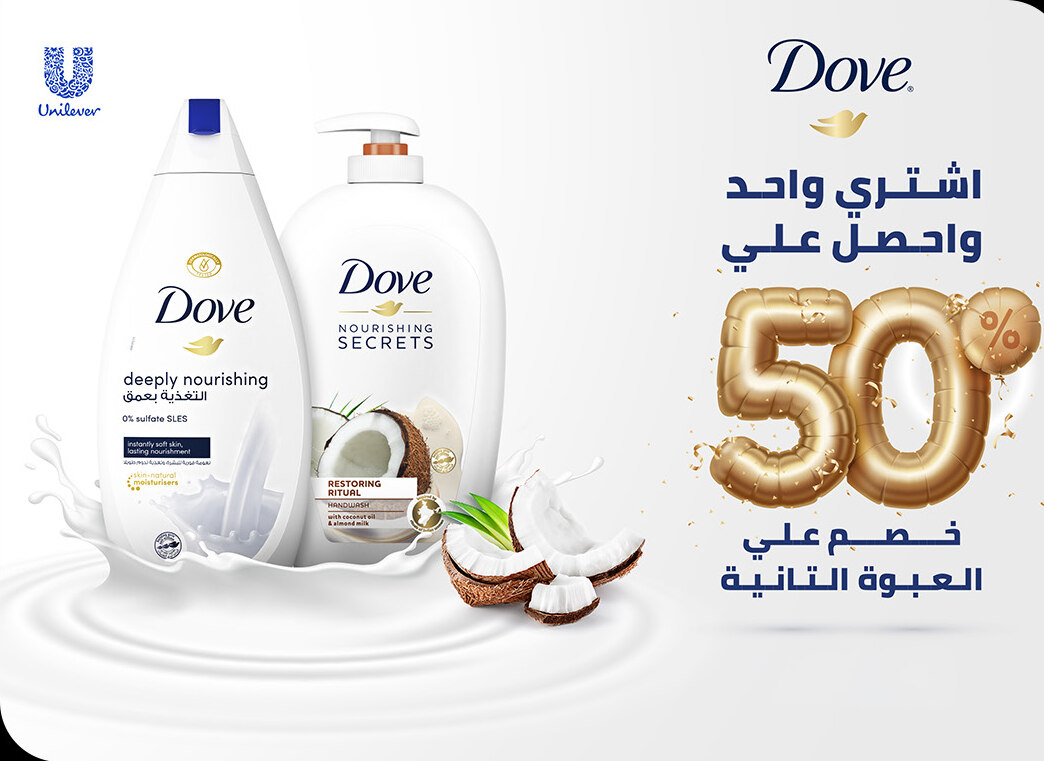 Unilever
Dove
اشتري واحد
واحصل علي
50%
خصم علي
العبوة التانية
Dove
deeply nourishing
التغذية بعمق
0% sulfate SLES
instantly soft skin,
lasting nourishment
skin-natural
moisturisers
Dove
NOURISHING
SECRETS
RESTORING
RITUAL
HANDWASH
with coconut oil
& almond milk